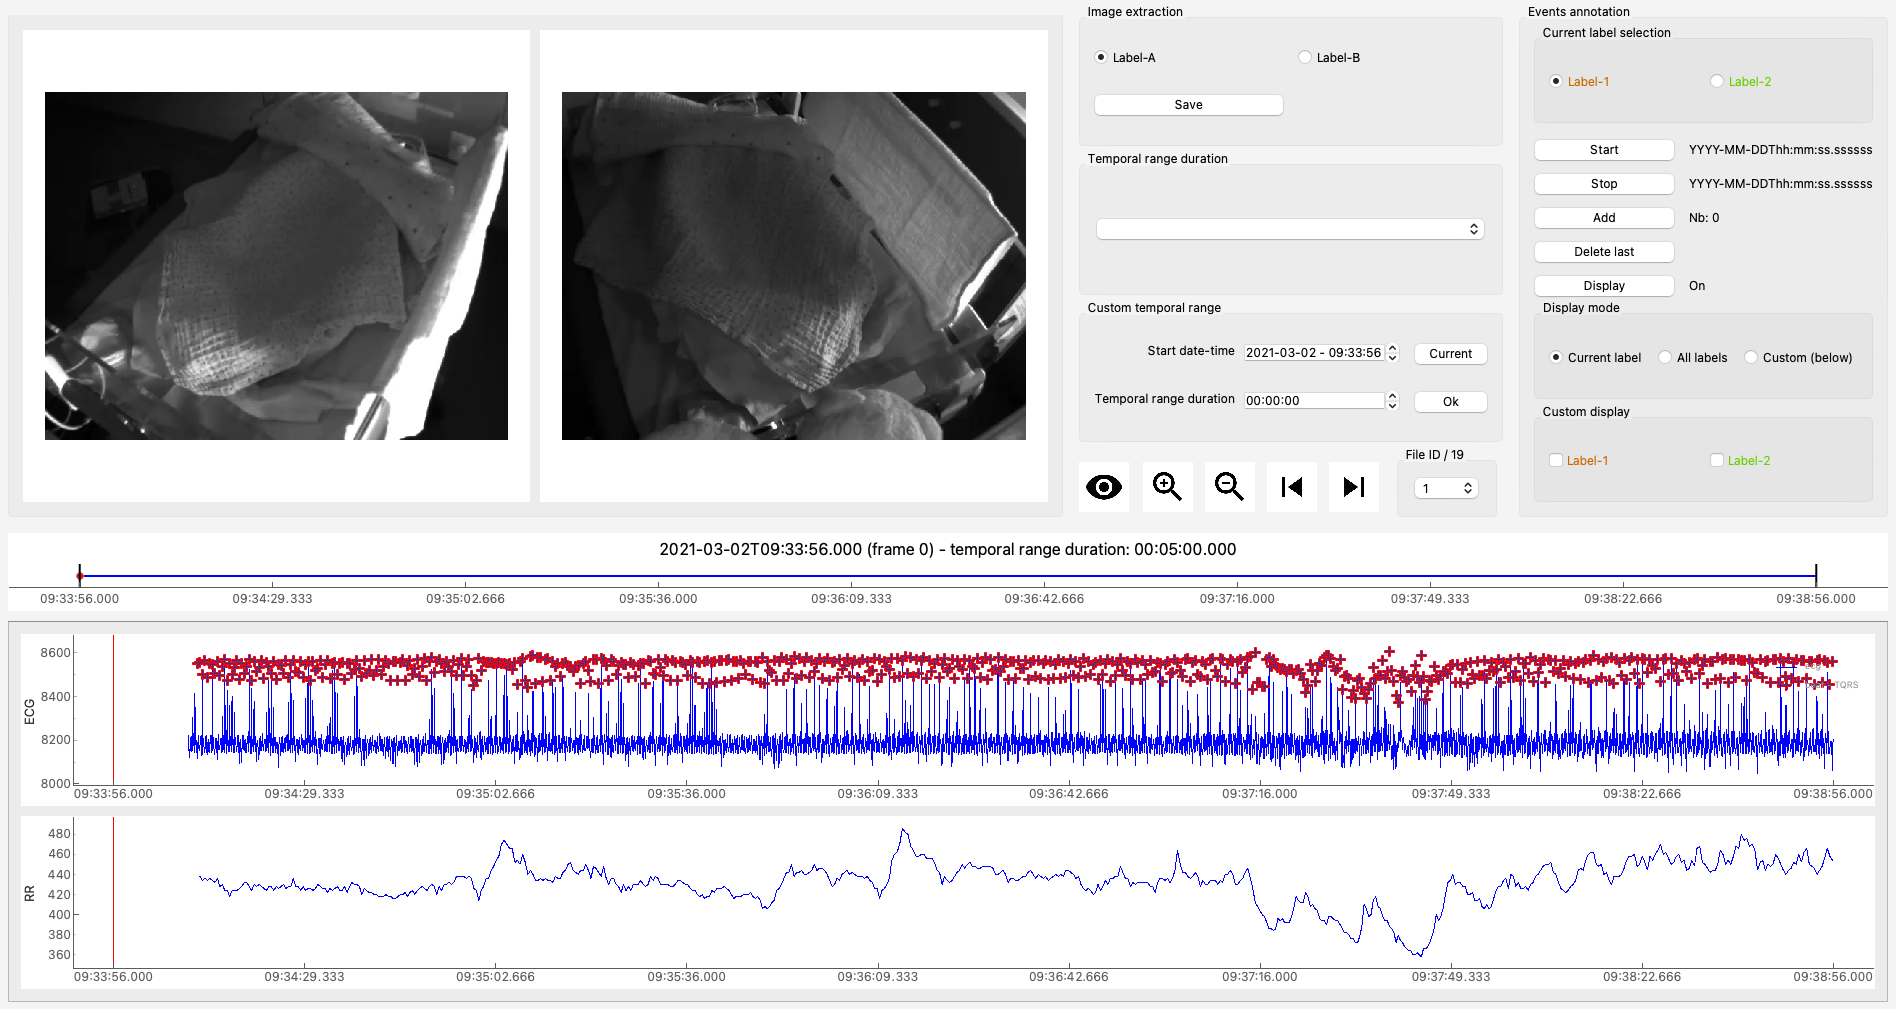 Image extraction
Label-A Label-B
Save
Temporal range duration
Custom temporal range
Start date-time 2021-03-02 - 09:33:56 Current
Temporal range duration 00:00:00 Ok
File ID / 19
1
Events annotation
Current label selection
Label-1 Label-2
Start YYYY-MM-DDThh:mm:ss.ssssss
Stop YYYY-MM-DDThh:mm:ss.ssssss
Add Nb: 0
Delete last
Display On
Display mode
Current label All labels Custom (below)
Custom display
Label-1 Label-2
2021-03-02T09:33:56.000 (frame 0) - temporal range duration: 00:05:00.000
09:33:56.000 09:34:29.333 09:35:02.666 09:35:36.000 09:36:09.333 09:36:42.666 09:37:16.000 09:37:49.333 09:38:22.666 09:38:56.000
ECG
8600
8400
8200
8000
TQRS
09:33:56.000 09:34:29.333 09:35:02.666 09:35:36.000 09:36:09.333 09:36:42.666 09:37:16.000 09:37:49.333 09:38:22.666 09:38:56.000
RR
480
460
440
420
400
380
360
09:33:56.000 09:34:29.333 09:35:02.666 09:35:36.000 09:36:09.333 09:36:42.666 09:37:16.000 09:37:49.333 09:38:22.666 09:38:56.000